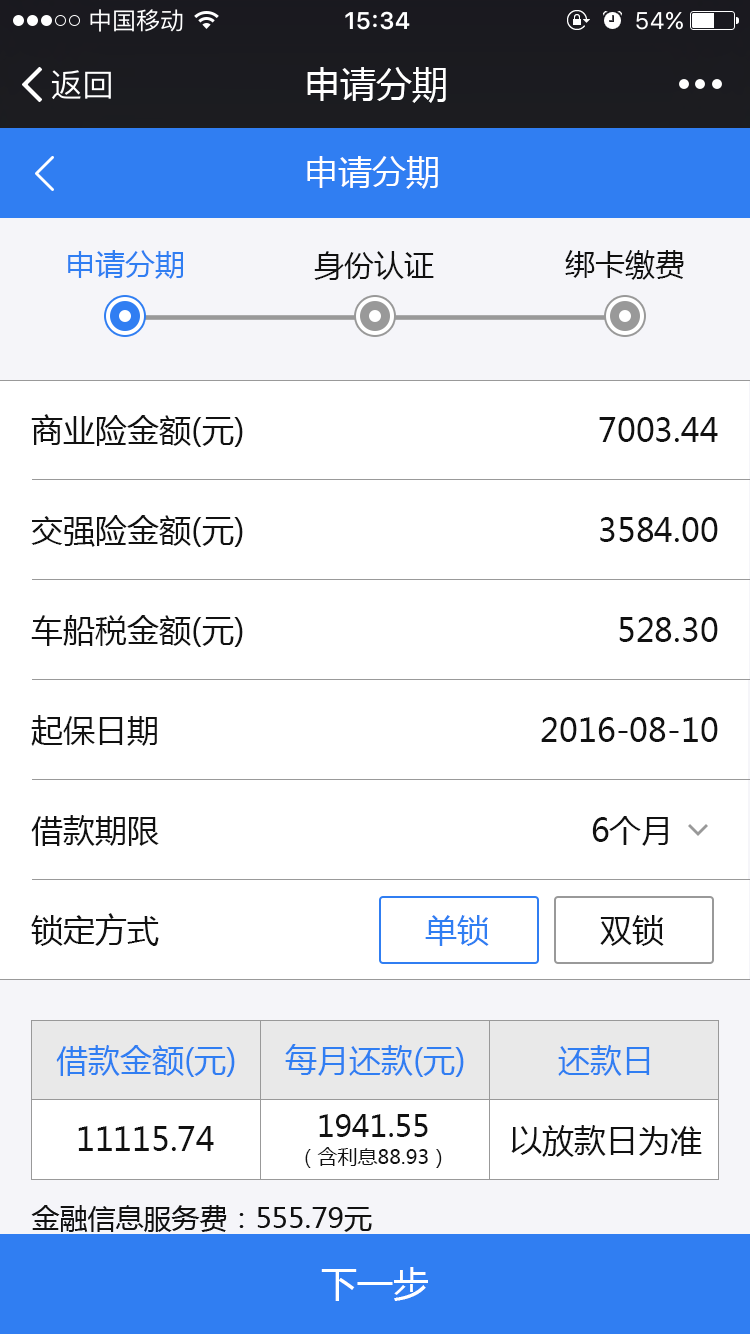 中国移动 15:34 54%
返回 申请分期
申请分期
申请分期 身份认证 绑卡缴费
商业险金额(元) 7003.44
交强险金额(元) 3584.00
车船税金额(元) 528.30
起保日期 2016-08-10
借款期限 6个月
锁定方式 单锁 双锁
借款金额(元) 每月还款(元) 还款日
11115.74 1941.55 以放款日为准
(含利息88.93)
金融信息服务费:555.79元
下一步